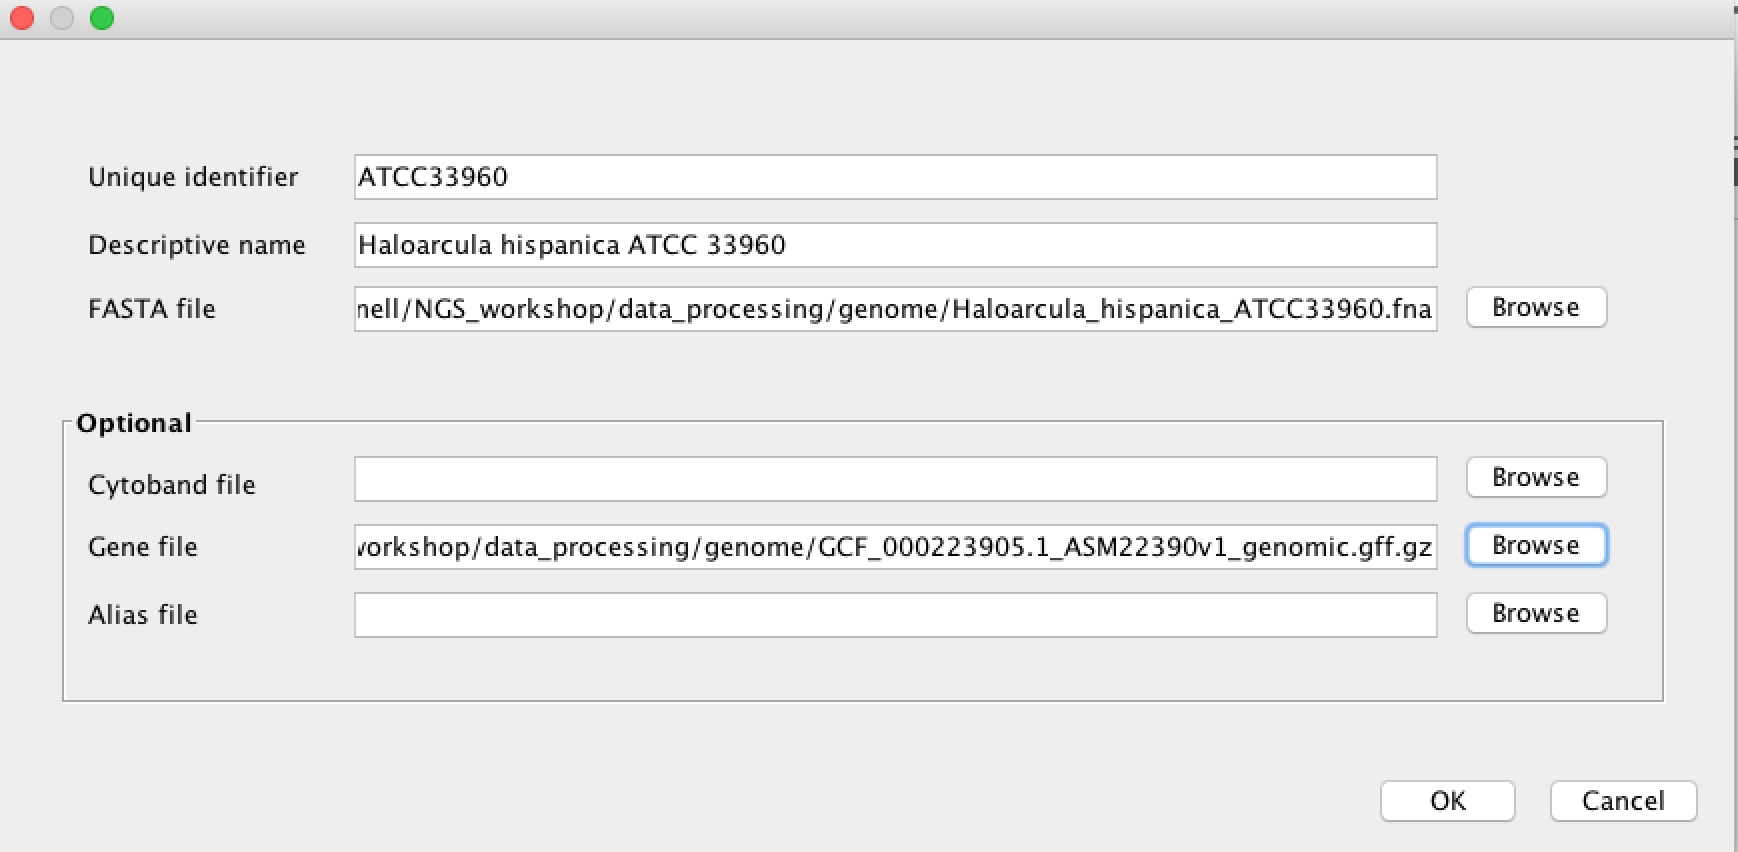 Unique identifier ATCC33960
Descriptive name Haloarcula hispanica ATCC 33960
FASTA file nell/NGS_workshop/data_processing/genome/Haloarcula_hispanica_ATCC33960.fna Browse
Optional
Cytoband file Browse
Gene file workshop/data_processing/genome/GCF_000223905.1_ASM22390v1_genomic.gff.gz Browse
Alias file Browse
OK Cancel